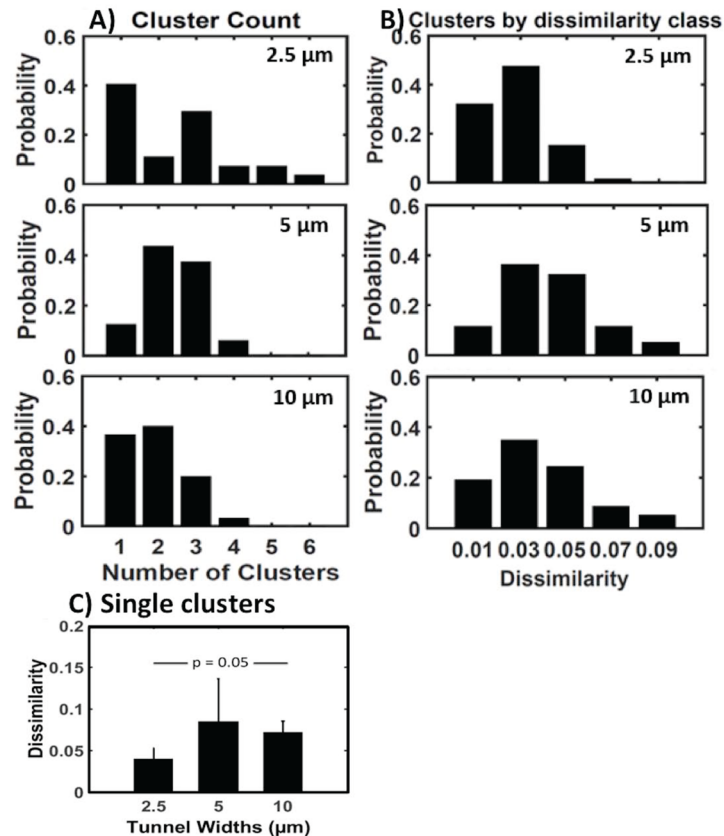 A) Cluster Count
2.5 µm
Probability
0.6
0.4
0.2
0
5 µm
Probability
0.6
0.4
0.2
0
10 µm
Probability
0.6
0.4
0.2
0
1 2 3 4 5 6
Number of Clusters
B) Clusters by dissimilarity class
2.5 µm
Probability
0.6
0.4
0.2
0
5 µm
Probability
0.6
0.4
0.2
0
10 µm
Probability
0.6
0.4
0.2
0
0.01 0.03 0.05 0.07 0.09
Dissimilarity
C) Single clusters
Dissimilarity
0.2
0.15
0.1
0.05
0
p = 0.05
2.5 5 10
Tunnel Widths (µm)